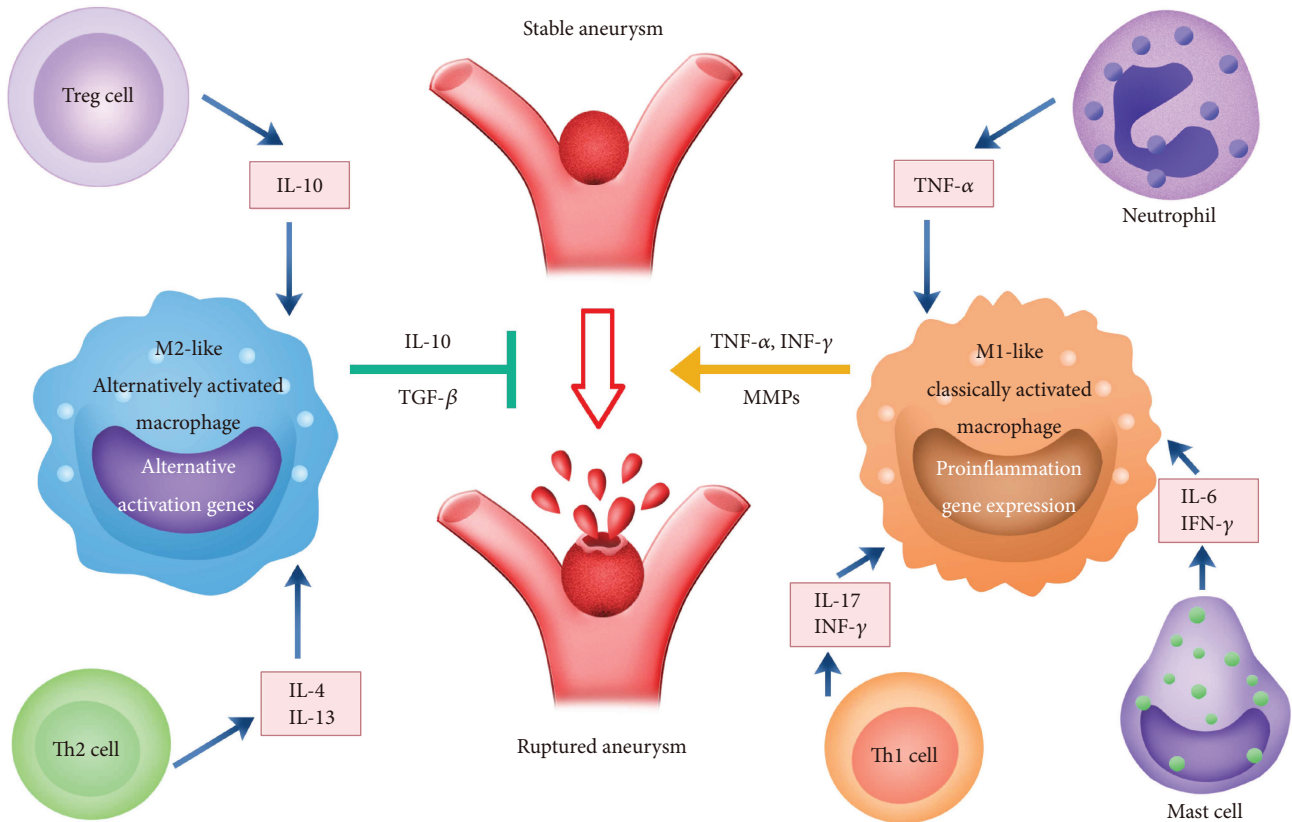 Stable aneurysm
Treg cell
IL-10
TNF-α
Neutrophil
M2-like
Alternatively activated
macrophage
Alternative
activation genes
IL-10
TGF-β
TNF-α, INF-γ
MMPs
M1-like
classically activated
macrophage
Proinflammation
gene expression
IL-6
IFN-γ
IL-17
INF-γ
IL-4
IL-13
Th2 cell
Ruptured aneurysm
Th1 cell
Mast cell